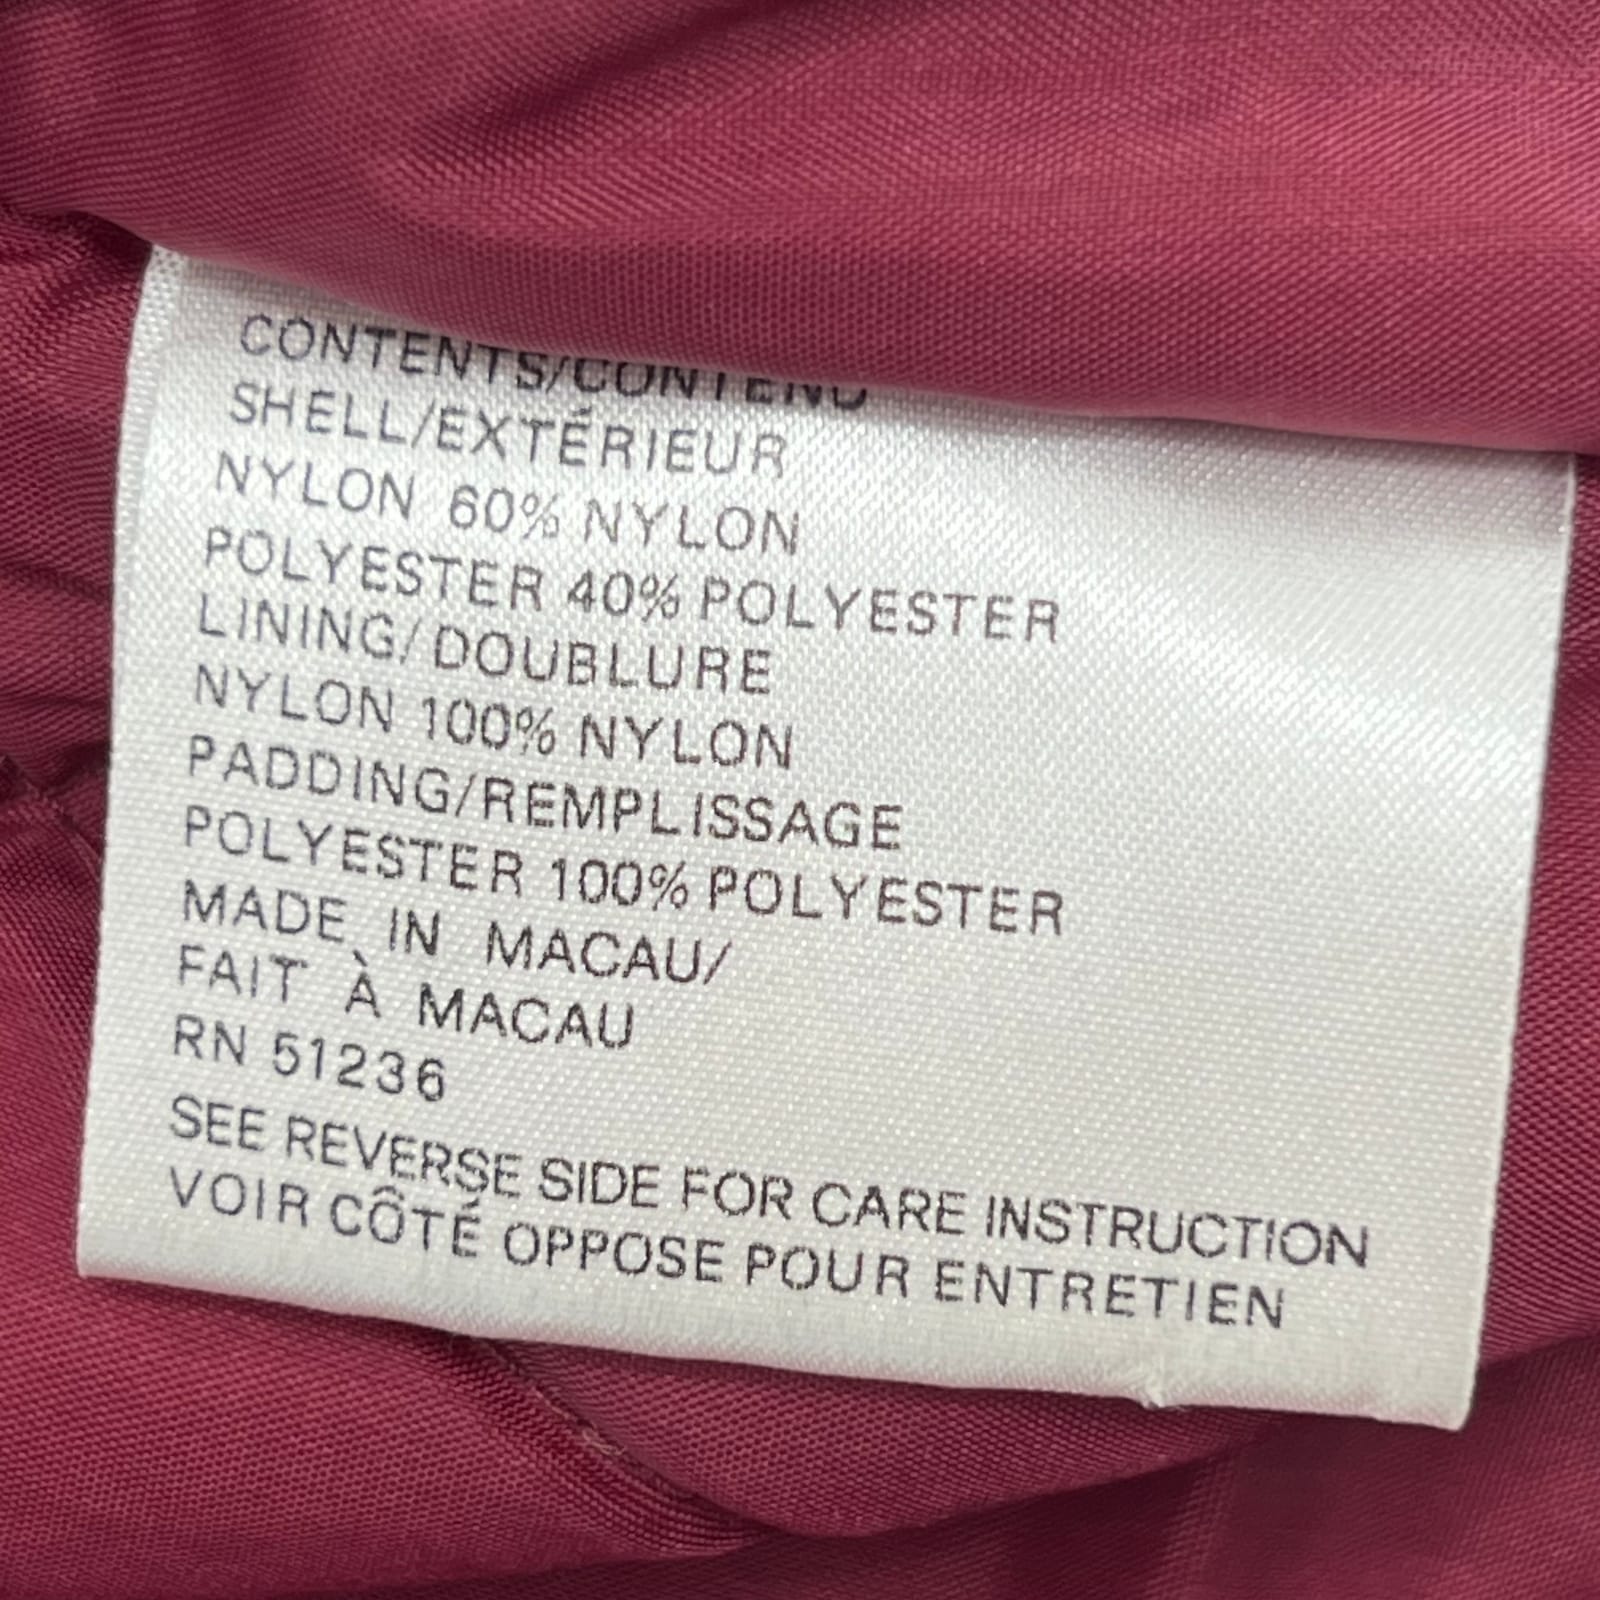 CONTENTS/CONTENU
SHELL/EXTÉRIEUR
NYLON 60% NYLON
POLYESTER 40% POLYESTER
LINING/DOUBLURE
NYLON 100% NYLON
PADDING/REMPLISSAGE
POLYESTER 100% POLYESTER
MADE IN MACAU/
FAIT À MACAU
RN 51236
SEE REVERSE SIDE FOR CARE INSTRUCTION
VOIR CÔTÉ OPPOSE POUR ENTRETIEN